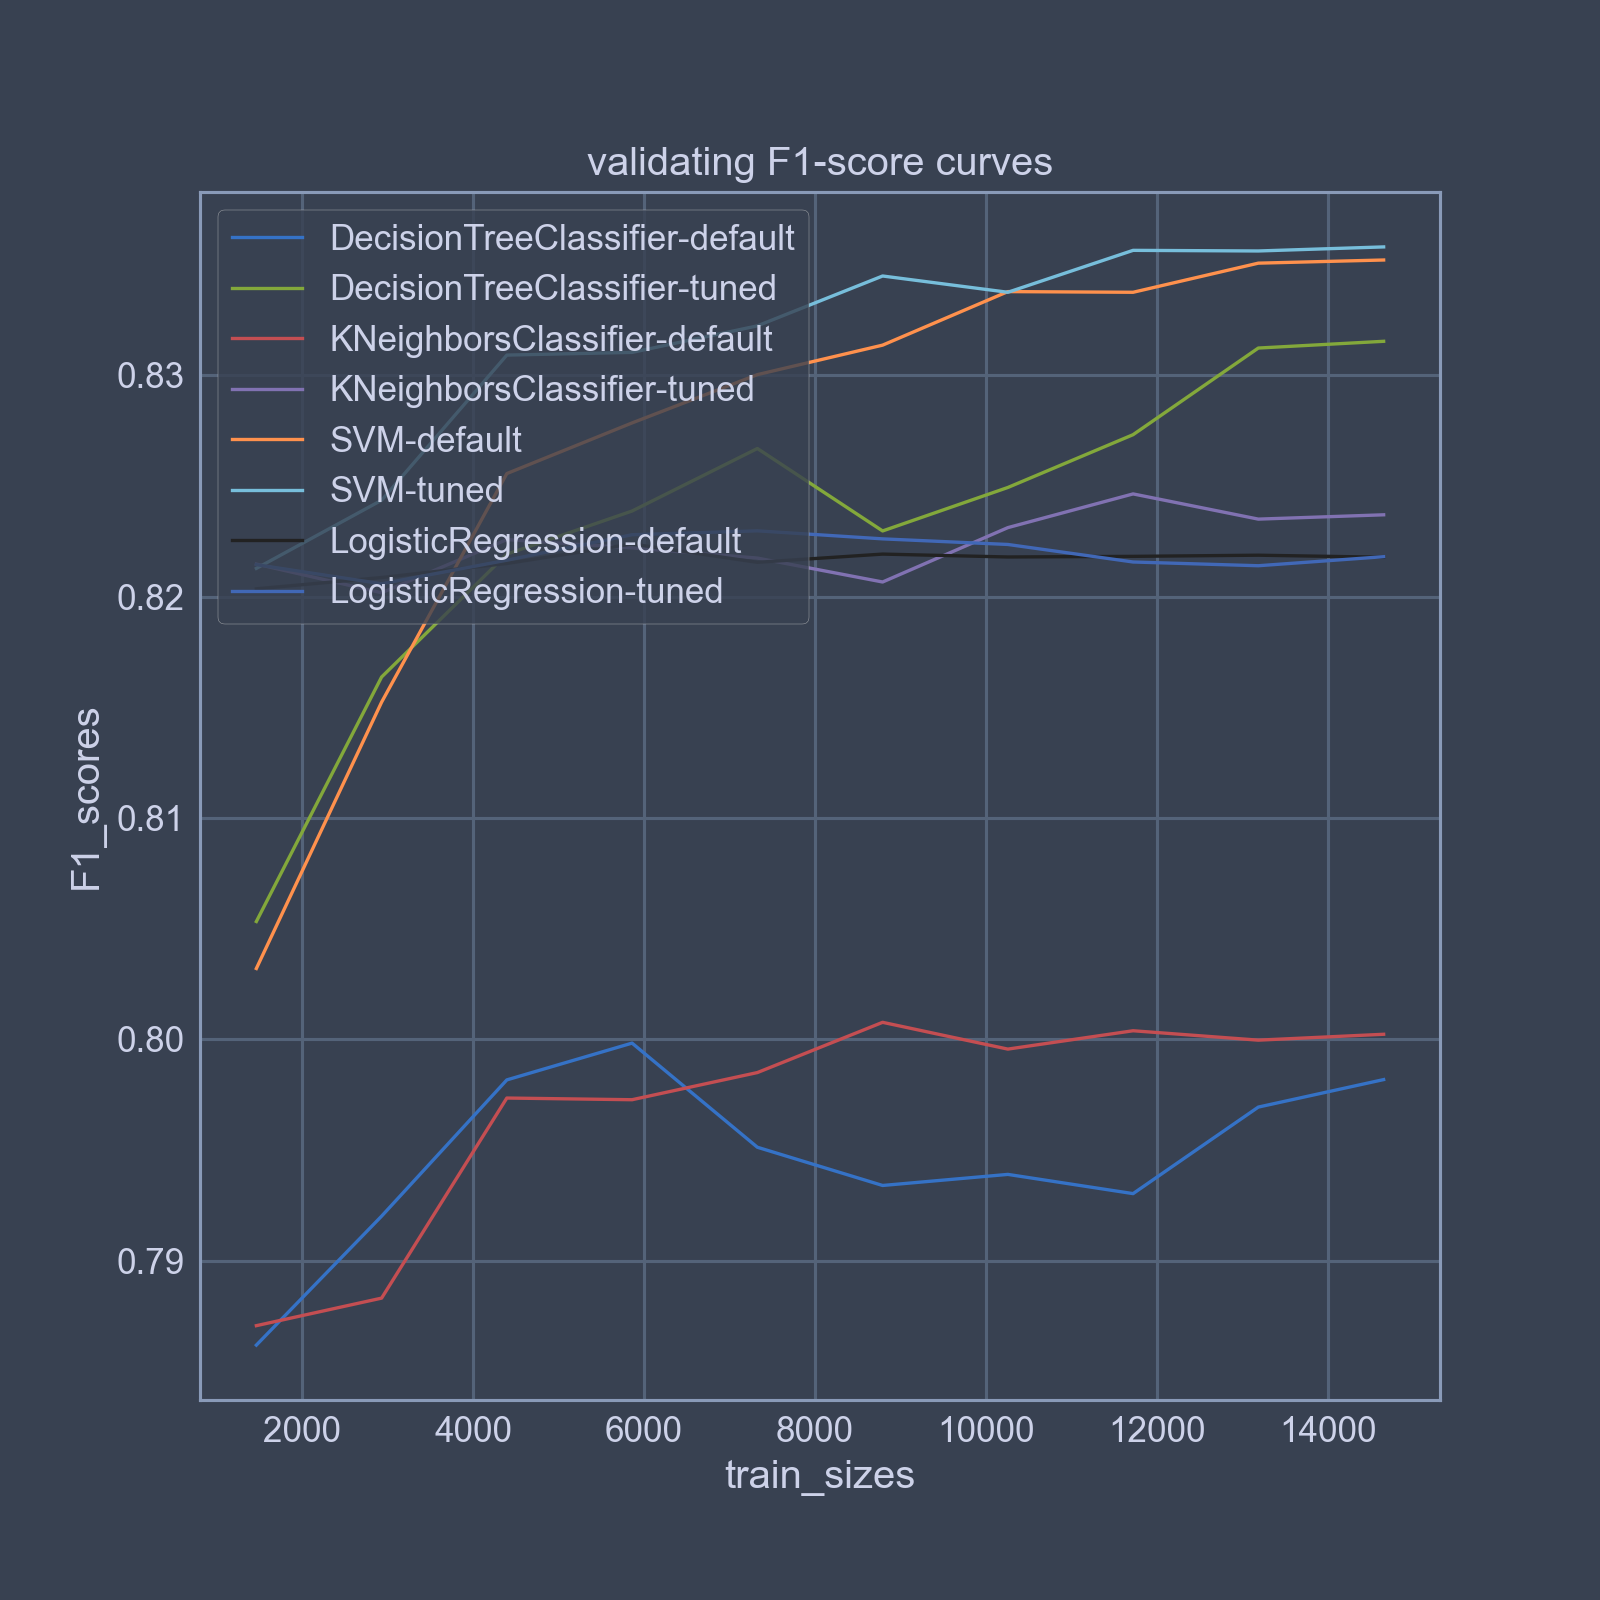 validating F1-score curves
DecisionTreeClassifier-default
DecisionTreeClassifier-tuned
KNeighborsClassifier-default
KNeighborsClassifier-tuned
SVM-default
SVM-tuned
LogisticRegression-default
LogisticRegression-tuned
F1_scores
0.83
0.82
0.81
0.80
0.79
2000 4000 6000 8000 10000 12000 14000
train_sizes